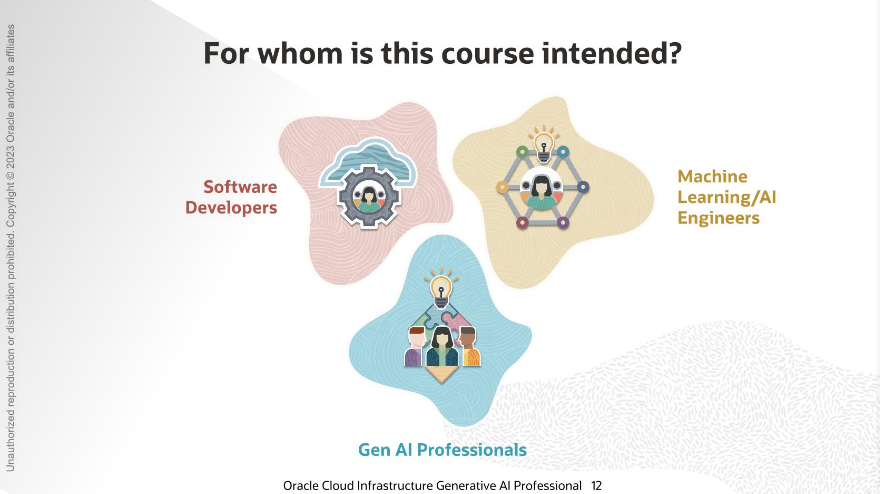 For whom is this course intended?
Software
Developers
Machine
Learning/AI
Engineers
Gen AI Professionals
Oracle Cloud Infrastructure Generative AI Professional 12
Unauthorized reproduction or distribution prohibited. Copyright © 2023 Oracle and/or its affiliates